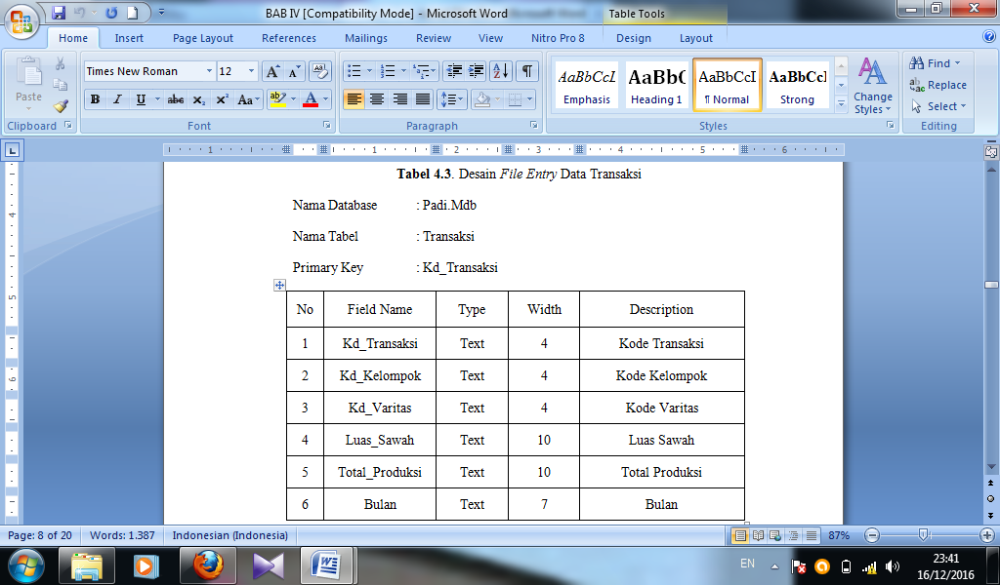 BAB IV [Compatibility Mode] - Microsoft Word
Table Tools
Home Insert Page Layout References Mailings Review View Nitro Pro 8 Design Layout
Paste
Clipboard
Times New Roman 12
Font
Paragraph
AaBbCcI AaBbC AaBbCcI AaBbCcI
Emphasis Heading 1 ¶ Normal Strong
Change Styles
Styles
Find
Replace
Select
Editing
Tabel 4.3. Desain File Entry Data Transaksi
Nama Database : Padi.Mdb
Nama Tabel : Transaksi
Primary Key : Kd_Transaksi
No Field Name Type Width Description
1 Kd_Transaksi Text 4 Kode Transaksi
2 Kd_Kelompok Text 4 Kode Kelompok
3 Kd_Varitas Text 4 Kode Varitas
4 Luas_Sawah Text 10 Luas Sawah
5 Total_Produksi Text 10 Total Produksi
6 Bulan Text 7 Bulan
Page: 8 of 20 Words: 1.387 Indonesian (Indonesia) 87%
EN
23:41
16/12/2016